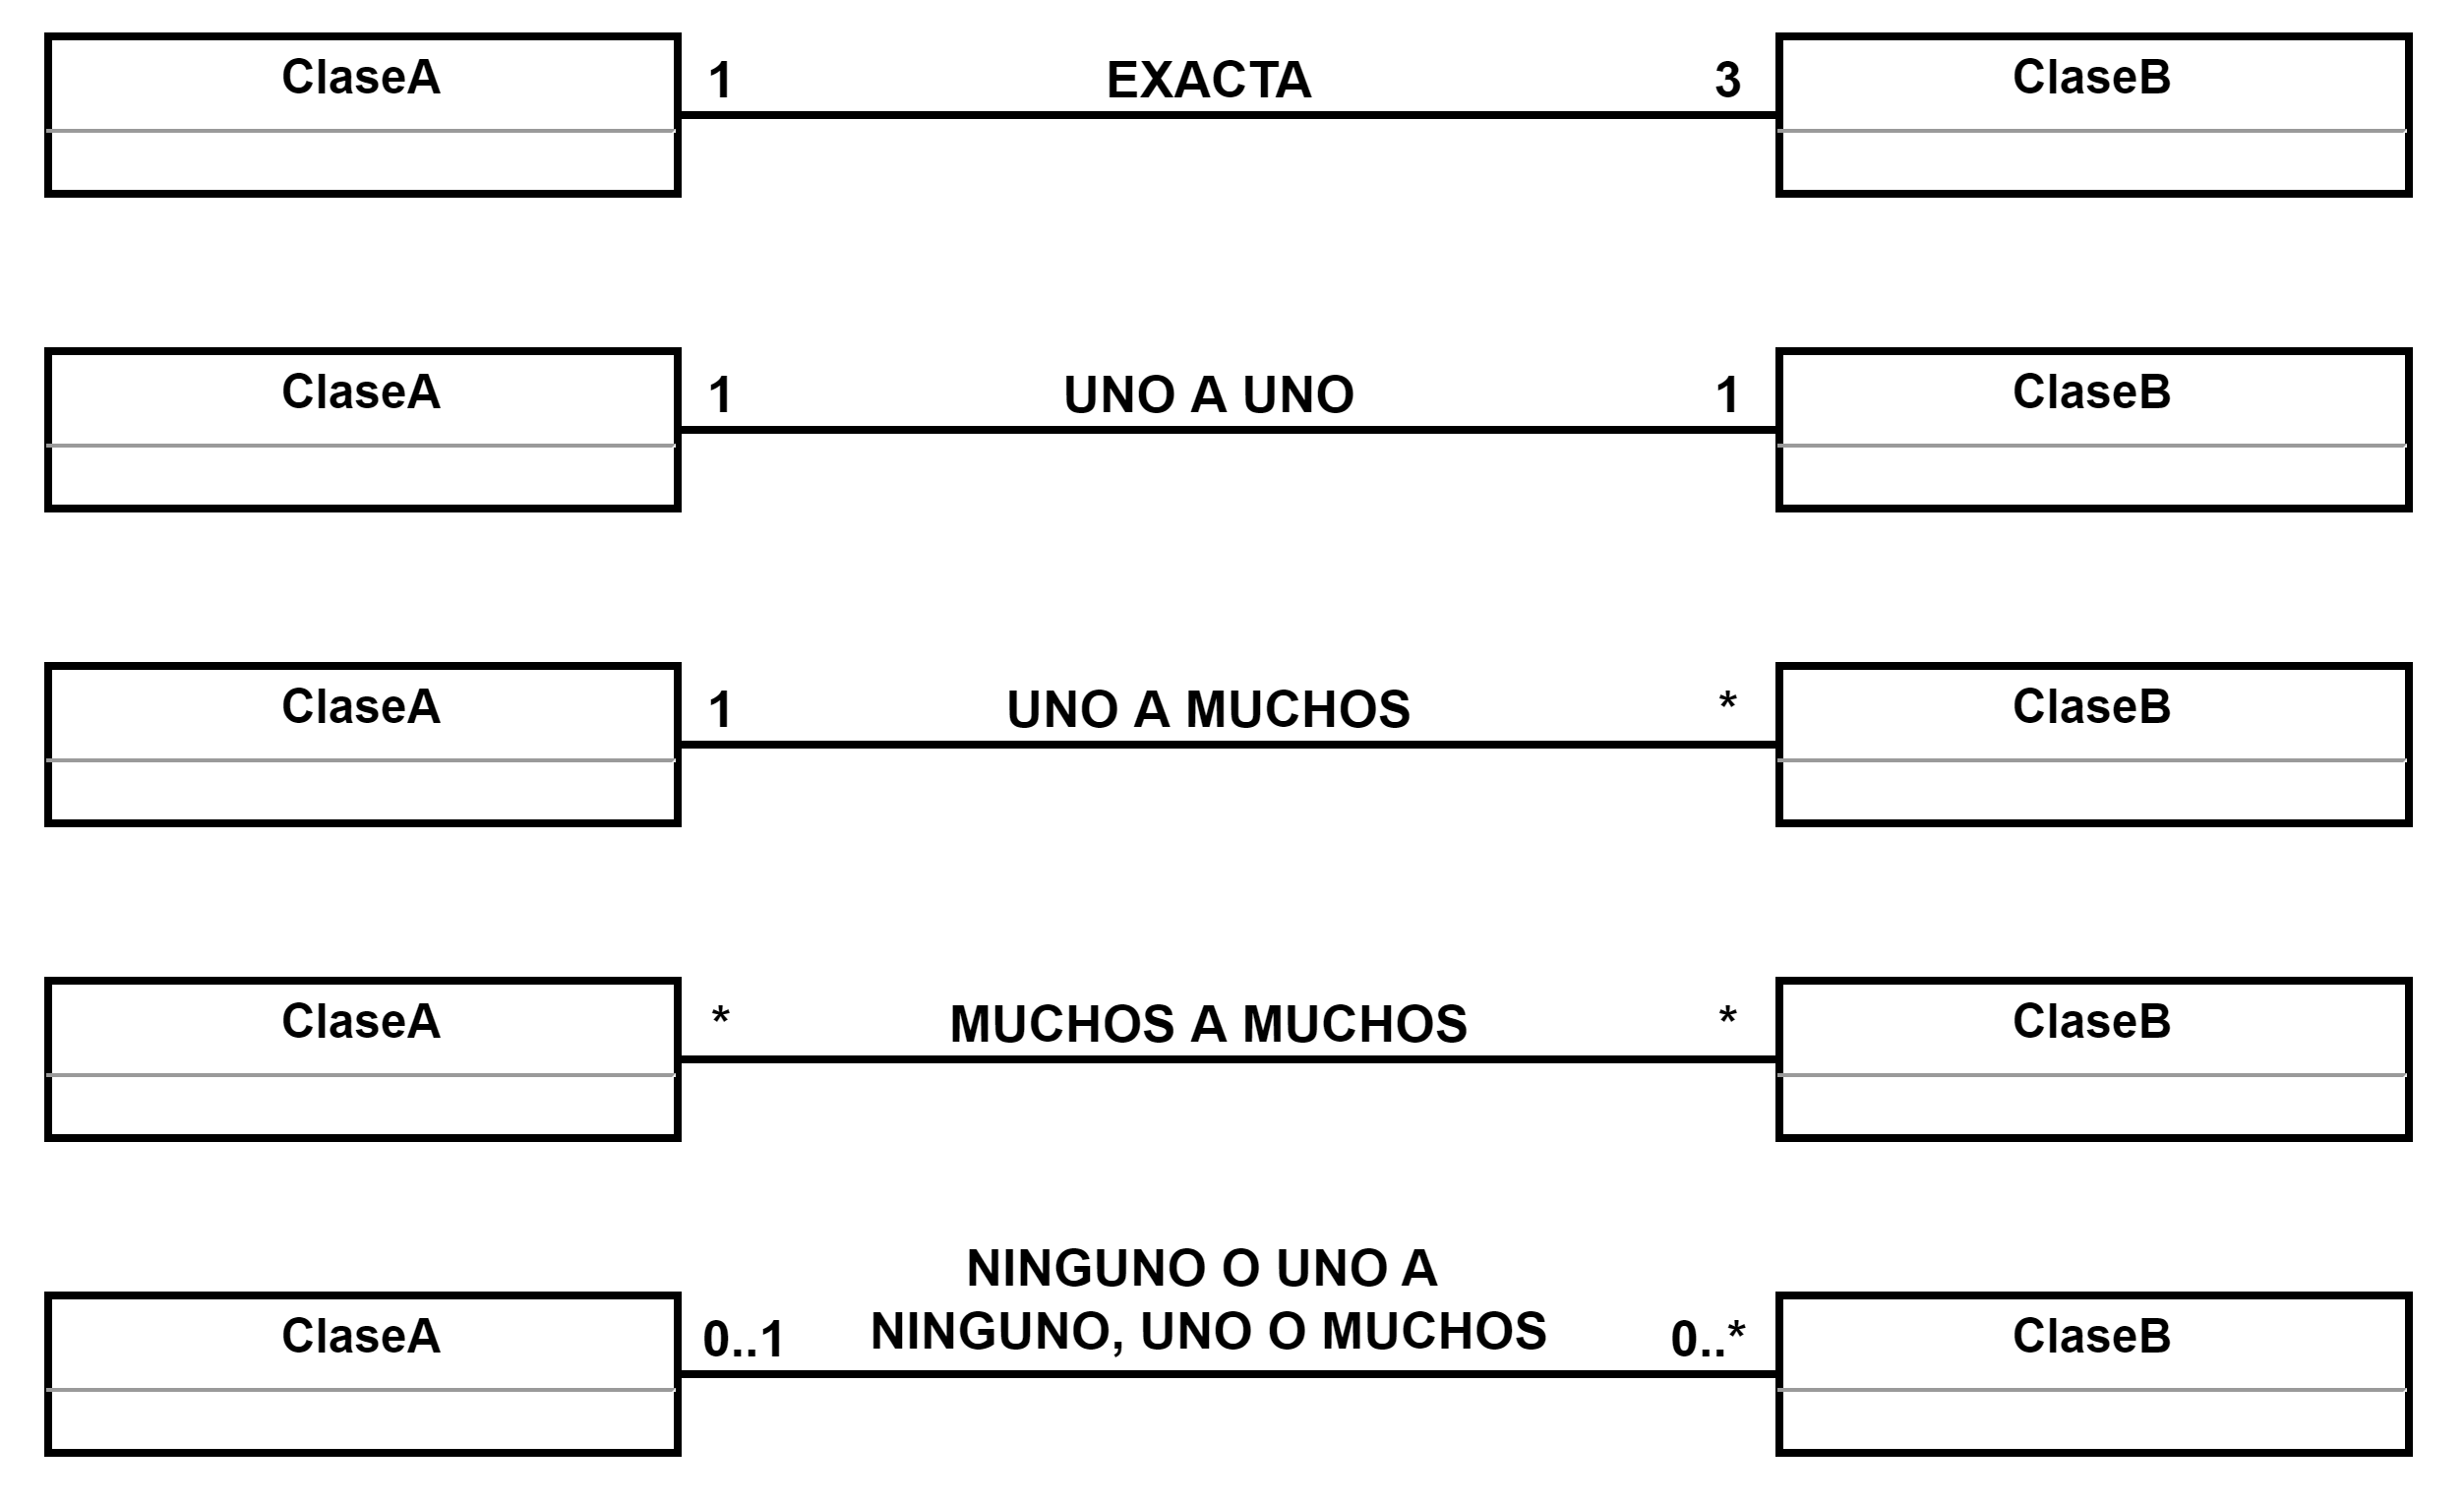 ClaseA 1 EXACTA 3 ClaseB
ClaseA 1 UNO A UNO 1 ClaseB
ClaseA 1 UNO A MUCHOS * ClaseB
ClaseA * MUCHOS A MUCHOS * ClaseB
NINGUNO O UNO A
ClaseA 0..1 NINGUNO, UNO O MUCHOS 0..* ClaseB